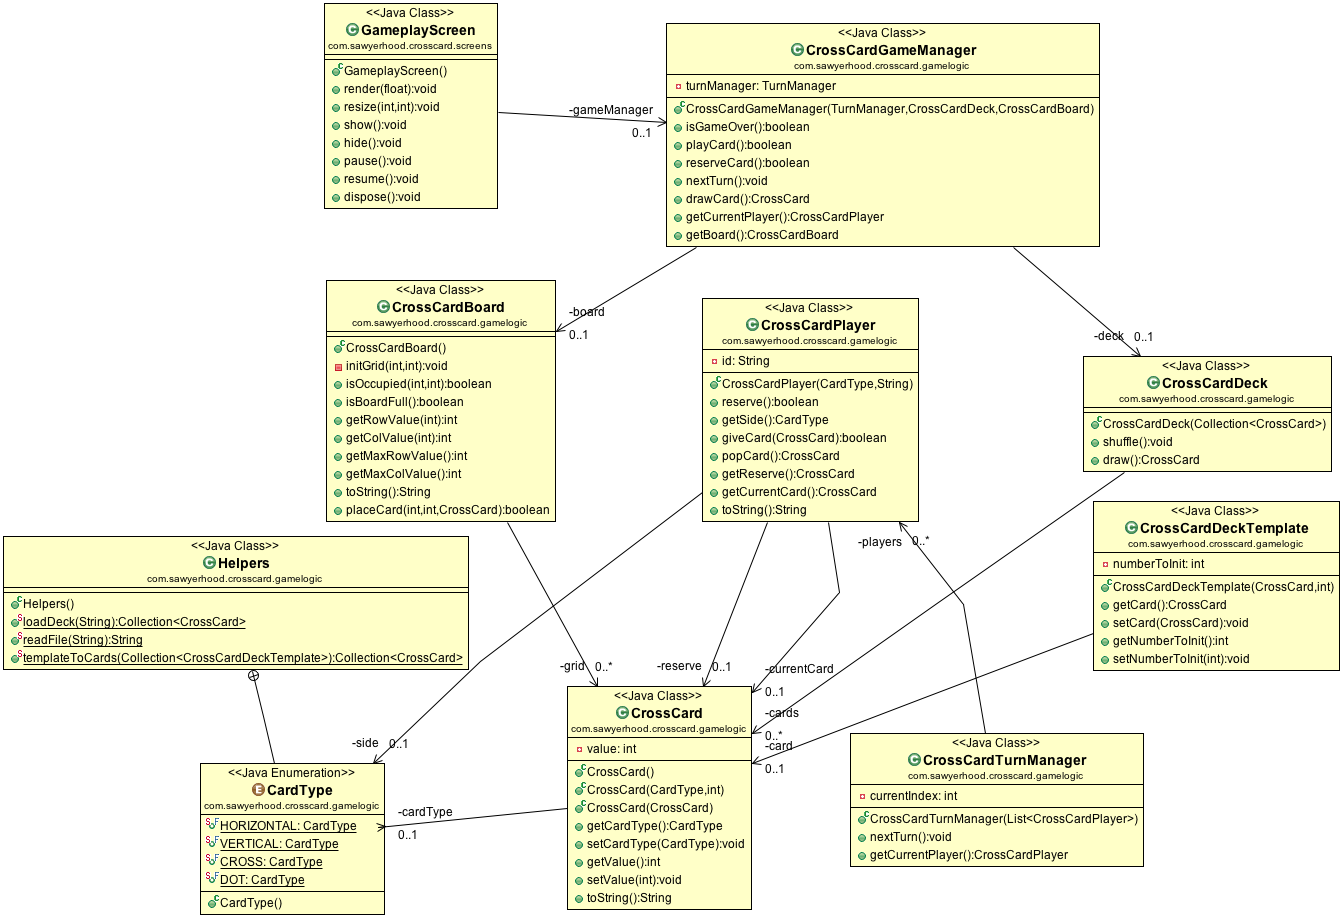 <<Java Class>>
GameplayScreen
com.sawyerhood.crosscard.screens
GameplayScreen()
render(float):void
resize(int,int):void
show():void
hide():void
pause():void
resume():void
dispose():void
-gameManager
0..1
<<Java Class>>
CrossCardGameManager
com.sawyerhood.crosscard.gamelogic
turnManager: TurnManager
CrossCardGameManager(TurnManager,CrossCardDeck,CrossCardBoard)
isGameOver():boolean
playCard():boolean
reserveCard():boolean
nextTurn():void
drawCard():CrossCard
getCurrentPlayer():CrossCardPlayer
getBoard():CrossCardBoard
-board
0..1
-deck
0..1
<<Java Class>>
CrossCardBoard
com.sawyerhood.crosscard.gamelogic
CrossCardBoard()
initGrid(int,int):void
isOccupied(int,int):boolean
isBoardFull():boolean
getRowValue(int):int
getColValue(int):int
getMaxRowValue():int
getMaxColValue():int
toString():String
placeCard(int,int,CrossCard):boolean
<<Java Class>>
CrossCardPlayer
com.sawyerhood.crosscard.gamelogic
id: String
CrossCardPlayer(CardType,String)
reserve():boolean
getSide():CardType
giveCard(CrossCard):boolean
popCard():CrossCard
getReserve():CrossCard
getCurrentCard():CrossCard
toString():String
<<Java Class>>
CrossCardDeck
com.sawyerhood.crosscard.gamelogic
CrossCardDeck(Collection<CrossCard>)
shuffle():void
draw():CrossCard
<<Java Class>>
CrossCardDeckTemplate
com.sawyerhood.crosscard.gamelogic
numberToInit: int
CrossCardDeckTemplate(CrossCard,int)
getCard():CrossCard
setCard(CrossCard):void
getNumberToInit():int
setNumberToInit(int):void
-players
0..*
<<Java Class>>
Helpers
com.sawyerhood.crosscard.gamelogic
Helpers()
loadDeck(String):Collection<CrossCard>
readFile(String):String
templateToCards(Collection<CrossCardDeckTemplate>):Collection<CrossCard>
-grid
0..*
-reserve
0..1
-currentCard
0..1
-cards
0..*
-card
0..1
-side
0..1
<<Java Class>>
CrossCard
com.sawyerhood.crosscard.gamelogic
value: int
CrossCard()
CrossCard(CardType,int)
CrossCard(CrossCard)
getCardType():CardType
setCardType(CardType):void
getValue():int
setValue(int):void
toString():String
<<Java Class>>
CrossCardTurnManager
com.sawyerhood.crosscard.gamelogic
currentIndex: int
CrossCardTurnManager(List<CrossCardPlayer>)
nextTurn():void
getCurrentPlayer():CrossCardPlayer
<<Java Enumeration>>
CardType
com.sawyerhood.crosscard.gamelogic
HORIZONTAL: CardType
VERTICAL: CardType
CROSS: CardType
DOT: CardType
CardType()
-cardType
0..1